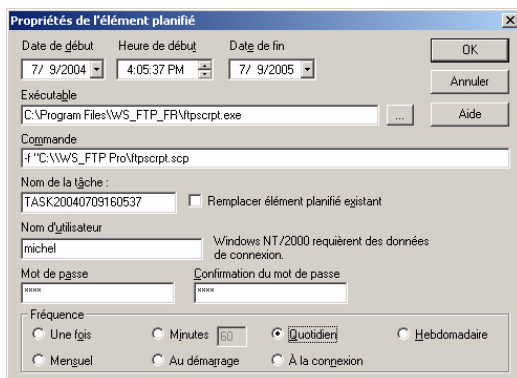 Propriétés de l'élément planifié
Date de début Heure de début Date de fin
7/ 9/2004 4:05:37 PM 7/ 9/2005
OK
Annuler
Exécutable
C:\Program Files\WS_FTP_FR\ftpscrpt.exe ... Aide
Commande
-f "C:\\WS_FTP Pro\ftpscrpt.scp
Nom de la tâche :
TASK20040709160537 Remplacer élément planifié existant
Nom d'utilisateur
michel
Windows NT/2000 requièrent des données
de connexion.
Mot de passe Confirmation du mot de passe
**** ****
Fréquence
Une fois Minutes 60 Quotidien Hebdomadaire
Mensuel Au démarrage À la connexion